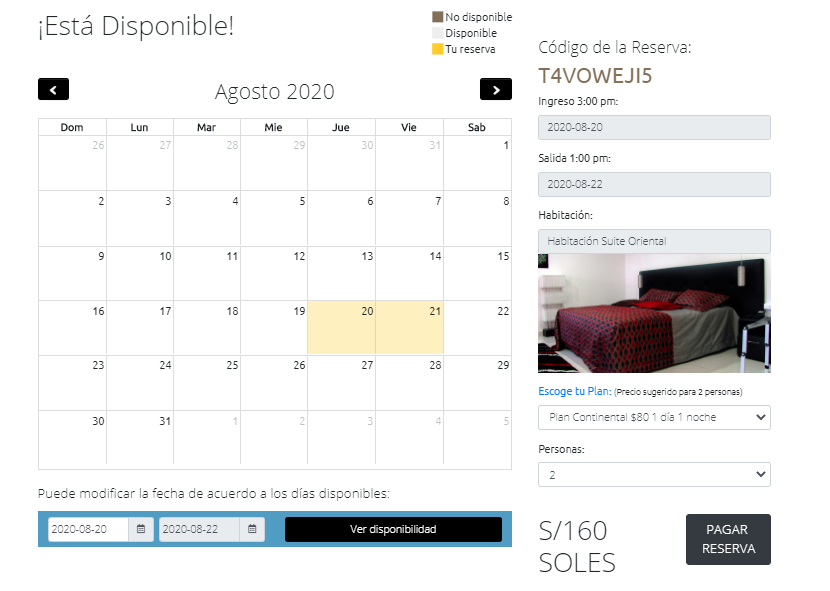 ¡Está Disponible!
No disponible
Disponible
Tu reserva
Agosto 2020
Dom Lun Mar Mie Jue Vie Sab
26 27 28 29 30 31 1
2 3 4 5 6 7 8
9 10 11 12 13 14 15
16 17 18 19 20 21 22
23 24 25 26 27 28 29
30 31 1 2 3 4 5
Puede modificar la fecha de acuerdo a los días disponibles:
2020-08-20 2020-08-22 Ver disponibilidad
Código de la Reserva:
T4VOWEJI5
Ingreso 3:00 pm:
2020-08-20
Salida 1:00 pm:
2020-08-22
Habitación:
Habitación Suite Oriental
Escoge tu Plan: (Precio sugerido para 2 personas)
Plan Continental $80 1 día 1 noche
Personas:
2
S/160
SOLES
PAGAR
RESERVA